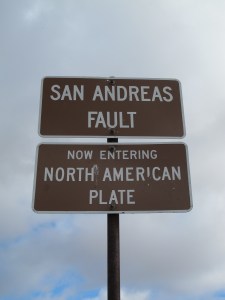 SAN ANDREAS
FAULT
NOW ENTERING
NORTH AMERICAN
PLATE